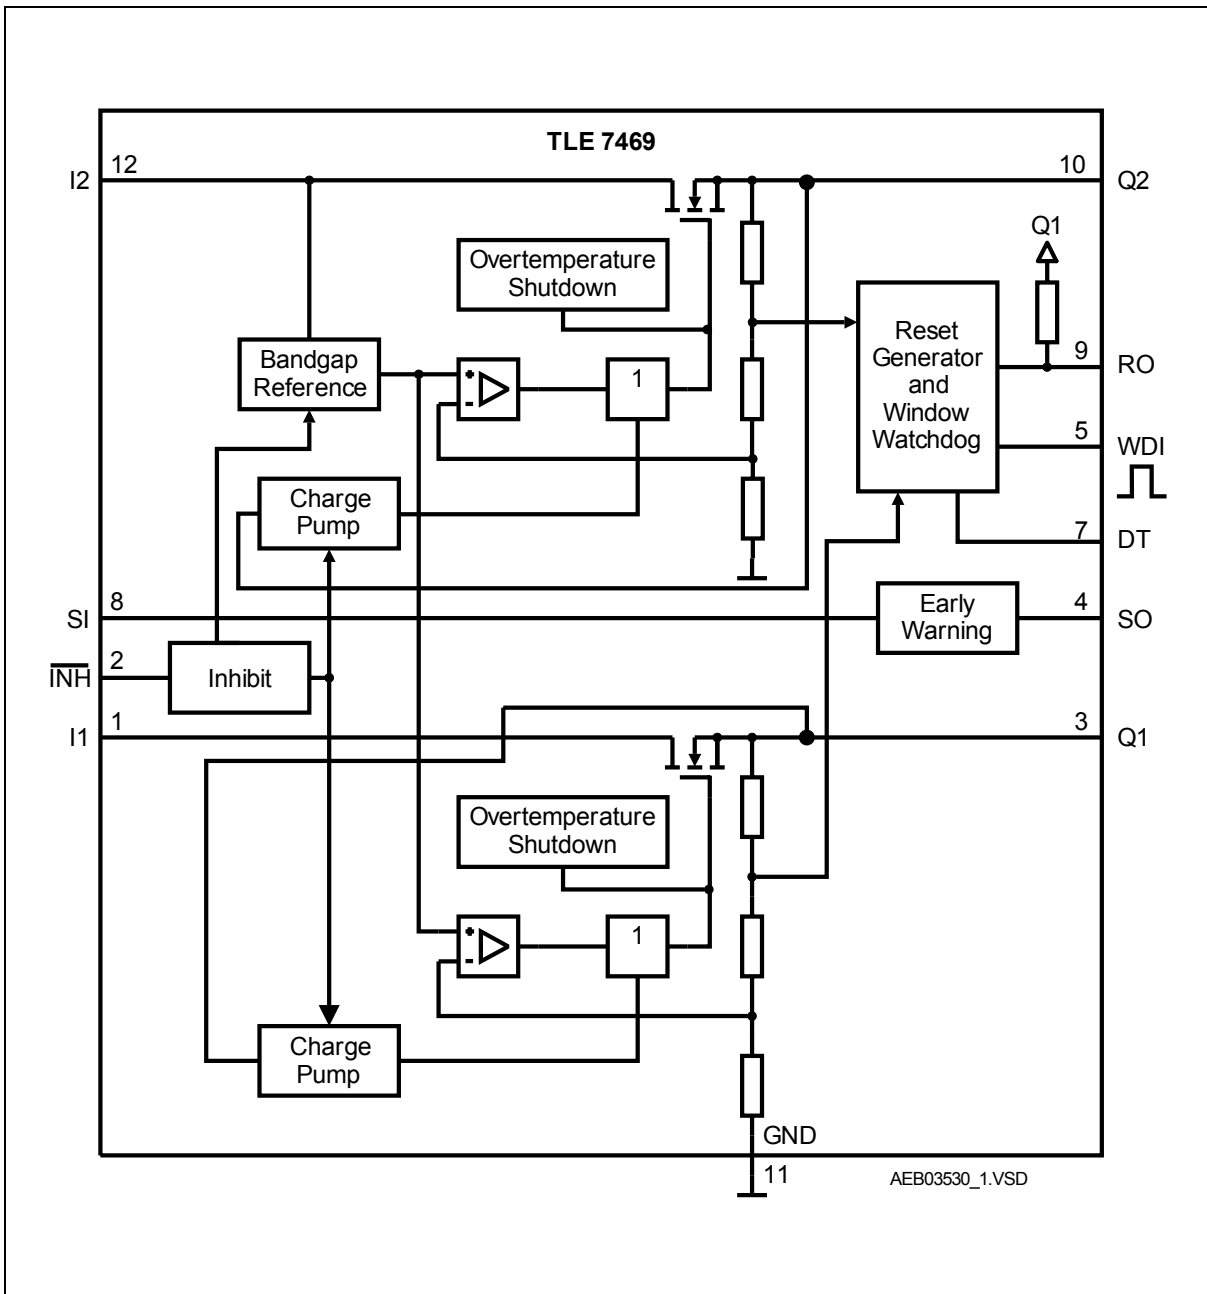 TLE 7469
12
I2
10
Q2
Overtemperature
Shutdown
Q1
Bandgap
Reference
+
-
1
Reset
Generator
and
Window
Watchdog
9
RO
5
WDI
Charge
Pump
7
DT
8
SI
Early
Warning
4
SO
2
INH
Inhibit
1
I1
3
Q1
Overtemperature
Shutdown
+
-
1
Charge
Pump
GND
11
AEB03530_1.VSD